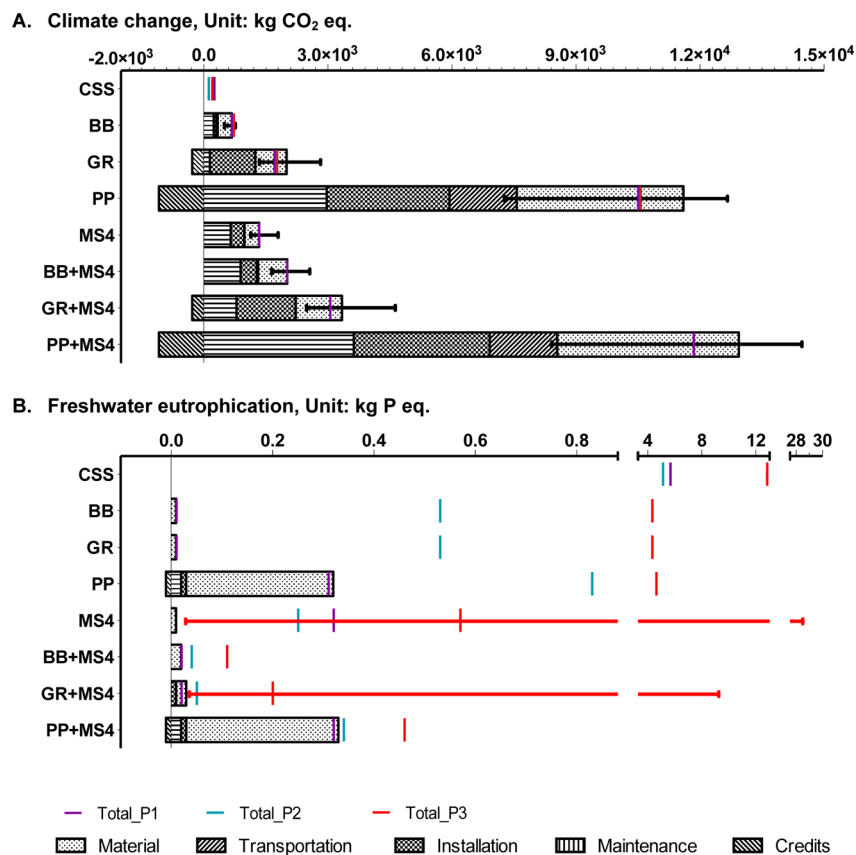 A. Climate change, Unit: kg CO₂ eq.
-2.0×10³ 0.0 3.0×10³ 6.0×10³ 9.0×10³ 1.2×10⁴ 1.5×10⁴
CSS
BB
GR
PP
MS4
BB+MS4
GR+MS4
PP+MS4
B. Freshwater eutrophication, Unit: kg P eq.
0.0 0.2 0.4 0.6 0.8 4 8 12 28 30
CSS
BB
GR
PP
MS4
BB+MS4
GR+MS4
PP+MS4
Total_P1 Total_P2 Total_P3
Material Transportation Installation Maintenance Credits